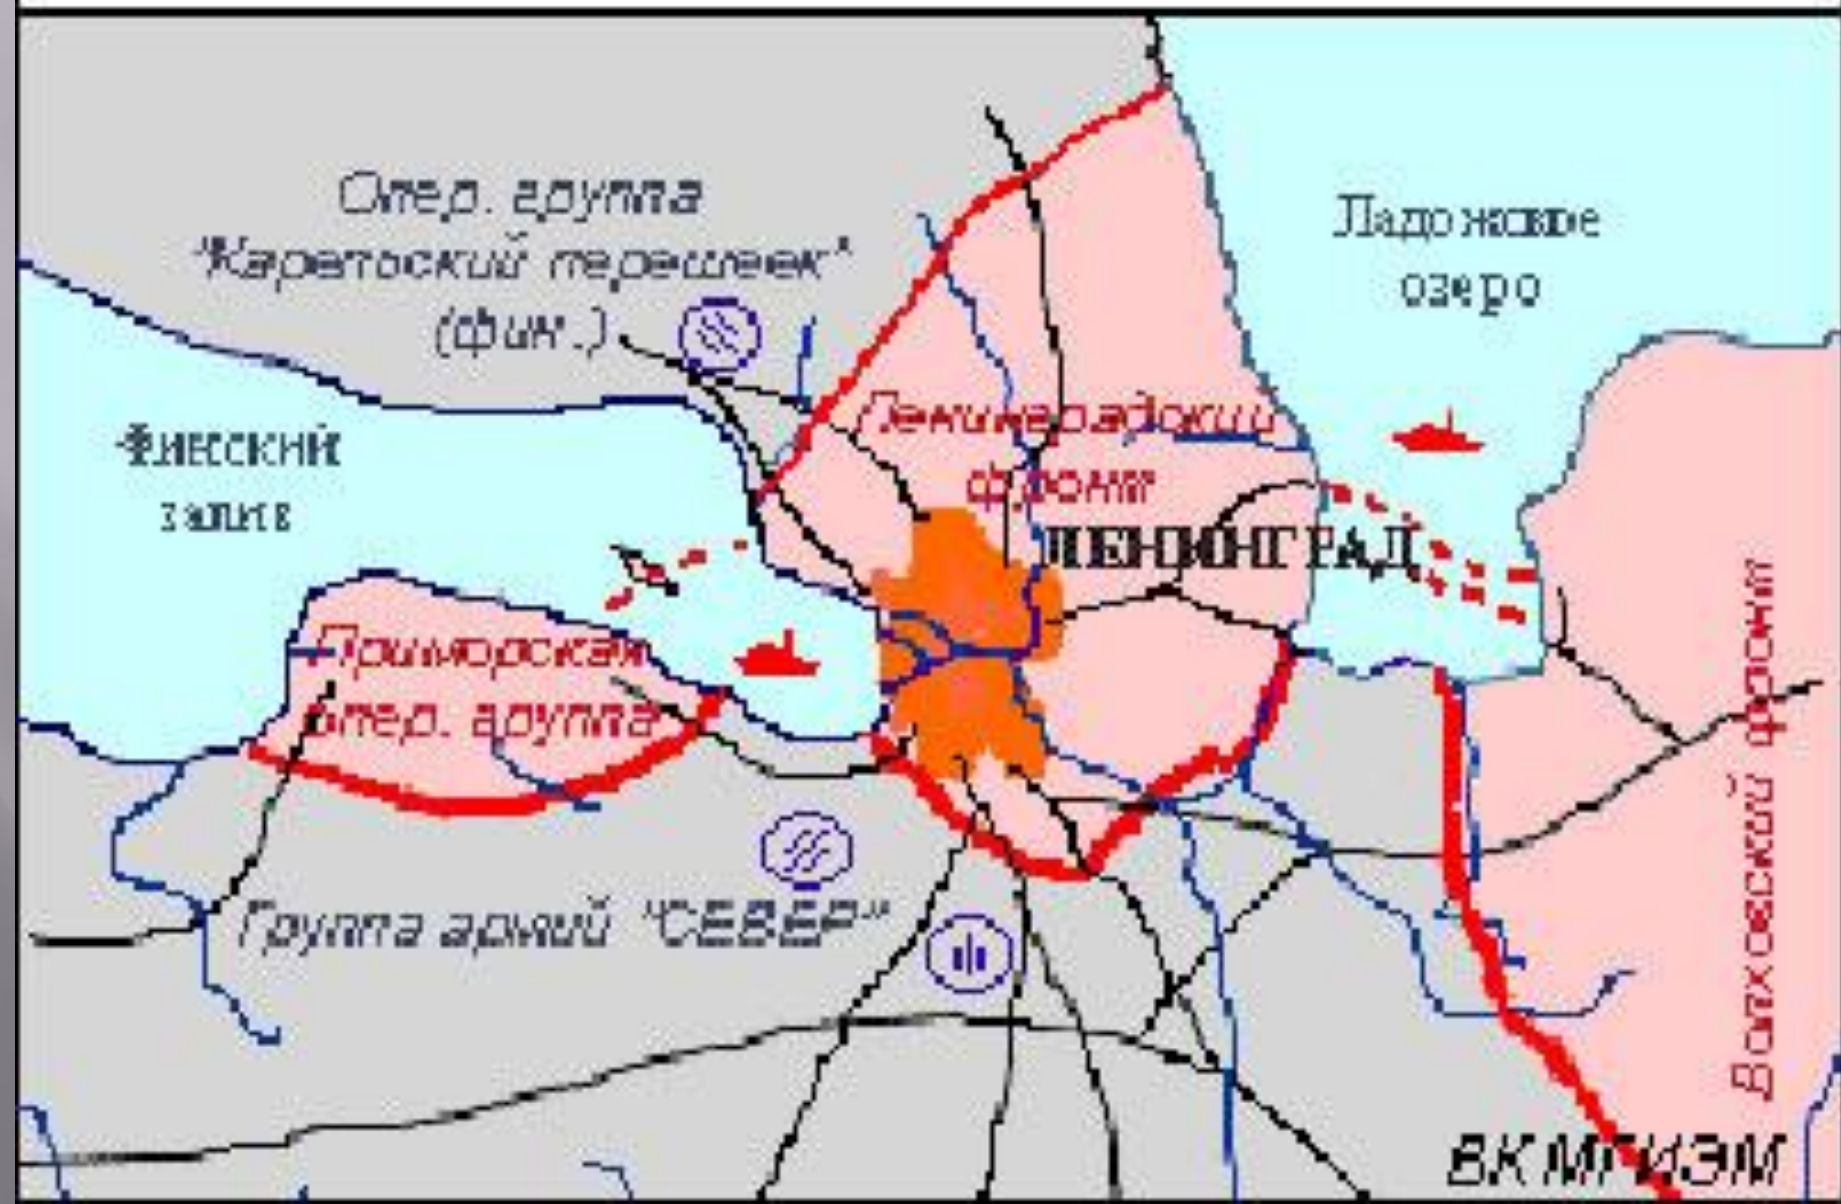 Опер. группа
"Карельский перешеек"
(фин.)
Ладожское
озеро
Финский
залив
Ленинградский
фронт
ЛЕНИНГРАД
Приморская
опер. группа
Группа армий "СЕВЕР"
Волховский фронт
ВК МГИЭМ